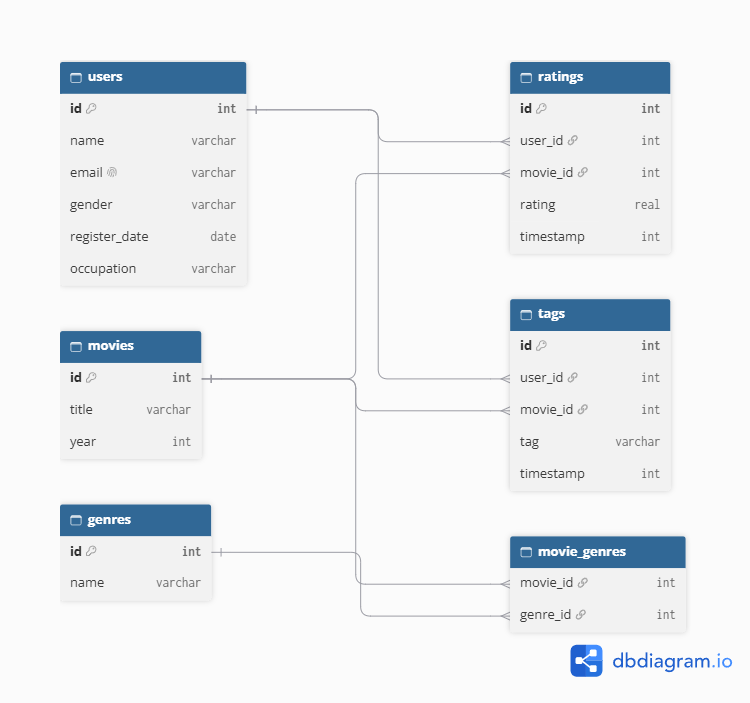 users
id int
name varchar
email varchar
gender varchar
register_date date
occupation varchar
movies
id int
title varchar
year int
genres
id int
name varchar
ratings
id int
user_id int
movie_id int
rating real
timestamp int
tags
id int
user_id int
movie_id int
tag varchar
timestamp int
movie_genres
movie_id int
genre_id int
dbdiagram.io